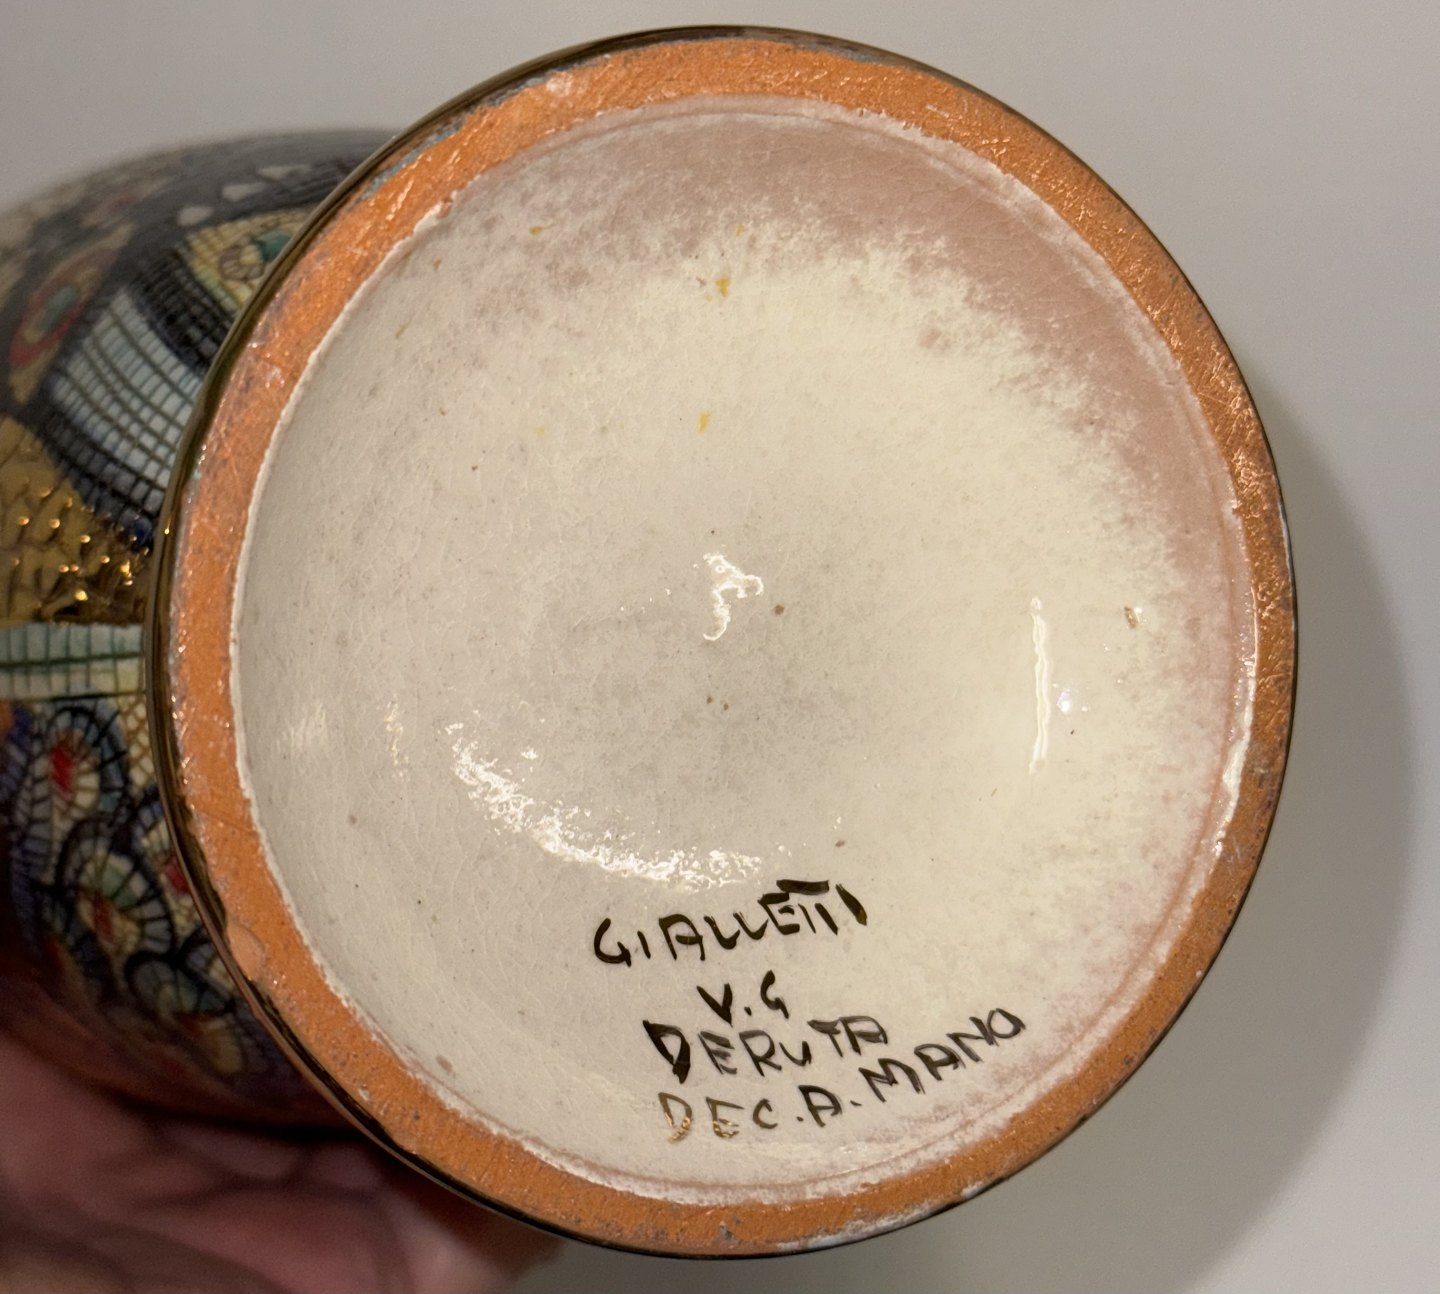 GIALLETTI
V.G
DERUTA
DEC.A.MANO